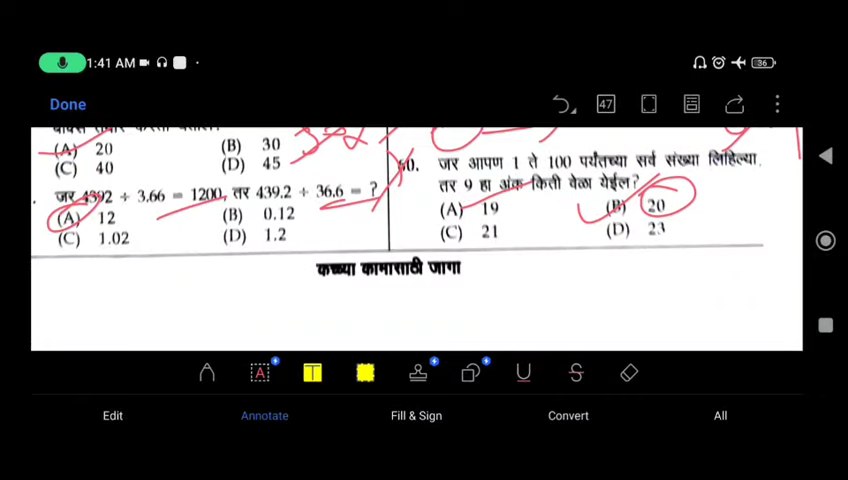 1:41 AM
36
Done
47
(A) 20
(B) 30
(C) 40
(D) 45
जर 4392 ÷ 3.66 = 1200, तर 439.2 ÷ 36.6 = ?
(A) 12
(B) 0.12
(C) 1.02
(D) 1.2
60. जर आपण 1 ते 100 पर्यंतच्या सर्व संख्या लिहिल्या,
तर 9 हा अंक किती वेळा येईल?
(A) 19
(B) 20
(C) 21
(D) 23
कच्च्या कामासाठी जागा
A
T
U
S
Edit
Annotate
Fill & Sign
Convert
All